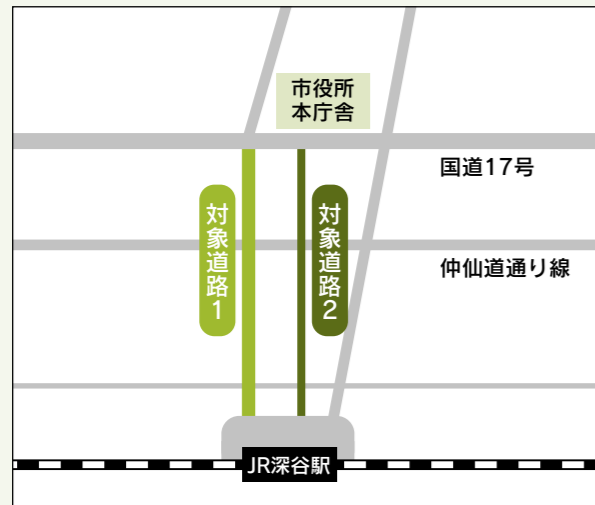 市役所
本庁舎
国道17号
対象道路1
対象道路2
仲仙道通り線
JR深谷駅